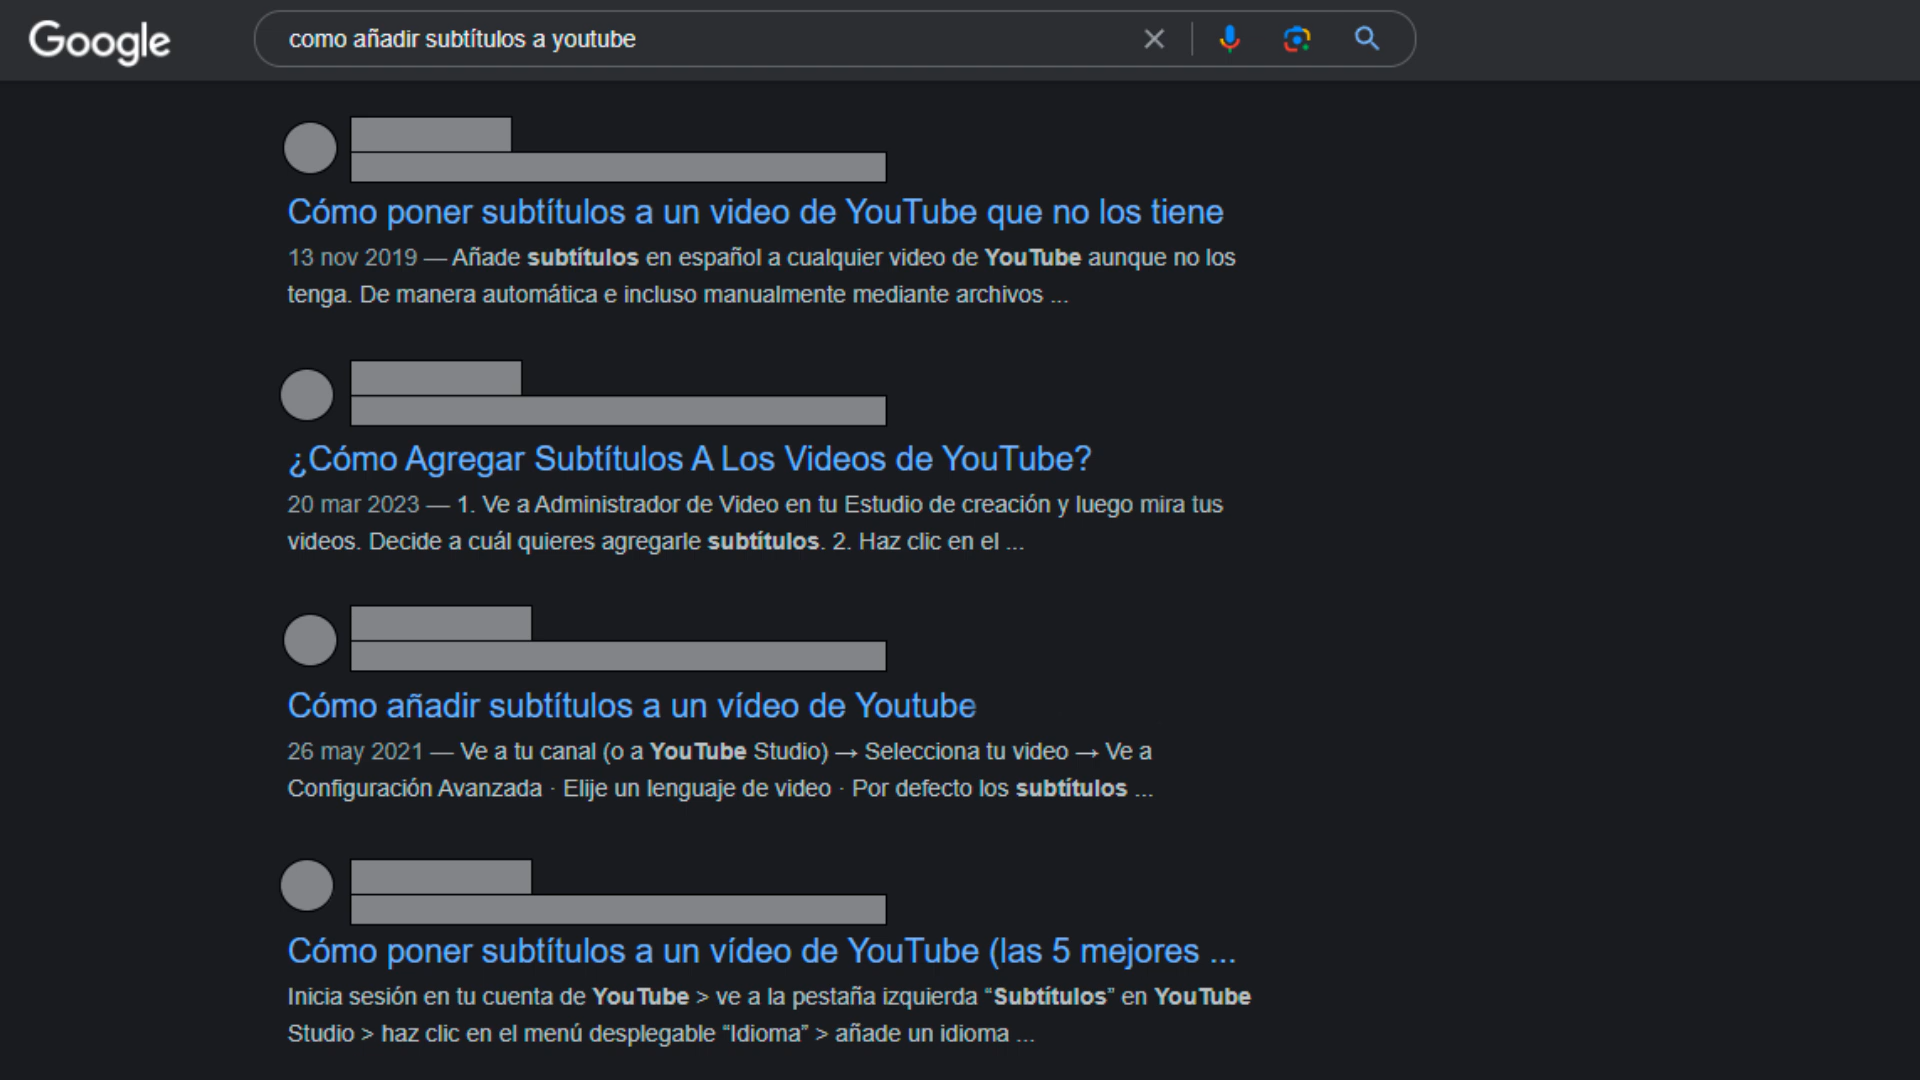 Google
como añadir subtítulos a youtube
Cómo poner subtítulos a un video de YouTube que no los tiene
13 nov 2019 — Añade subtítulos en español a cualquier video de YouTube aunque no los
tenga. De manera automática e incluso manualmente mediante archivos ...
¿Cómo Agregar Subtítulos A Los Videos de YouTube?
20 mar 2023 — 1. Ve a Administrador de Video en tu Estudio de creación y luego mira tus
videos. Decide a cuál quieres agregarle subtítulos. 2. Haz clic en el ...
Cómo añadir subtítulos a un vídeo de Youtube
26 may 2021 — Ve a tu canal (o a YouTube Studio) → Selecciona tu video → Ve a
Configuración Avanzada · Elije un lenguaje de video · Por defecto los subtítulos ...
Cómo poner subtítulos a un vídeo de YouTube (las 5 mejores ...
Inicia sesión en tu cuenta de YouTube > ve a la pestaña izquierda “Subtítulos” en YouTube
Studio > haz clic en el menú desplegable “Idioma” > añade un idioma ...